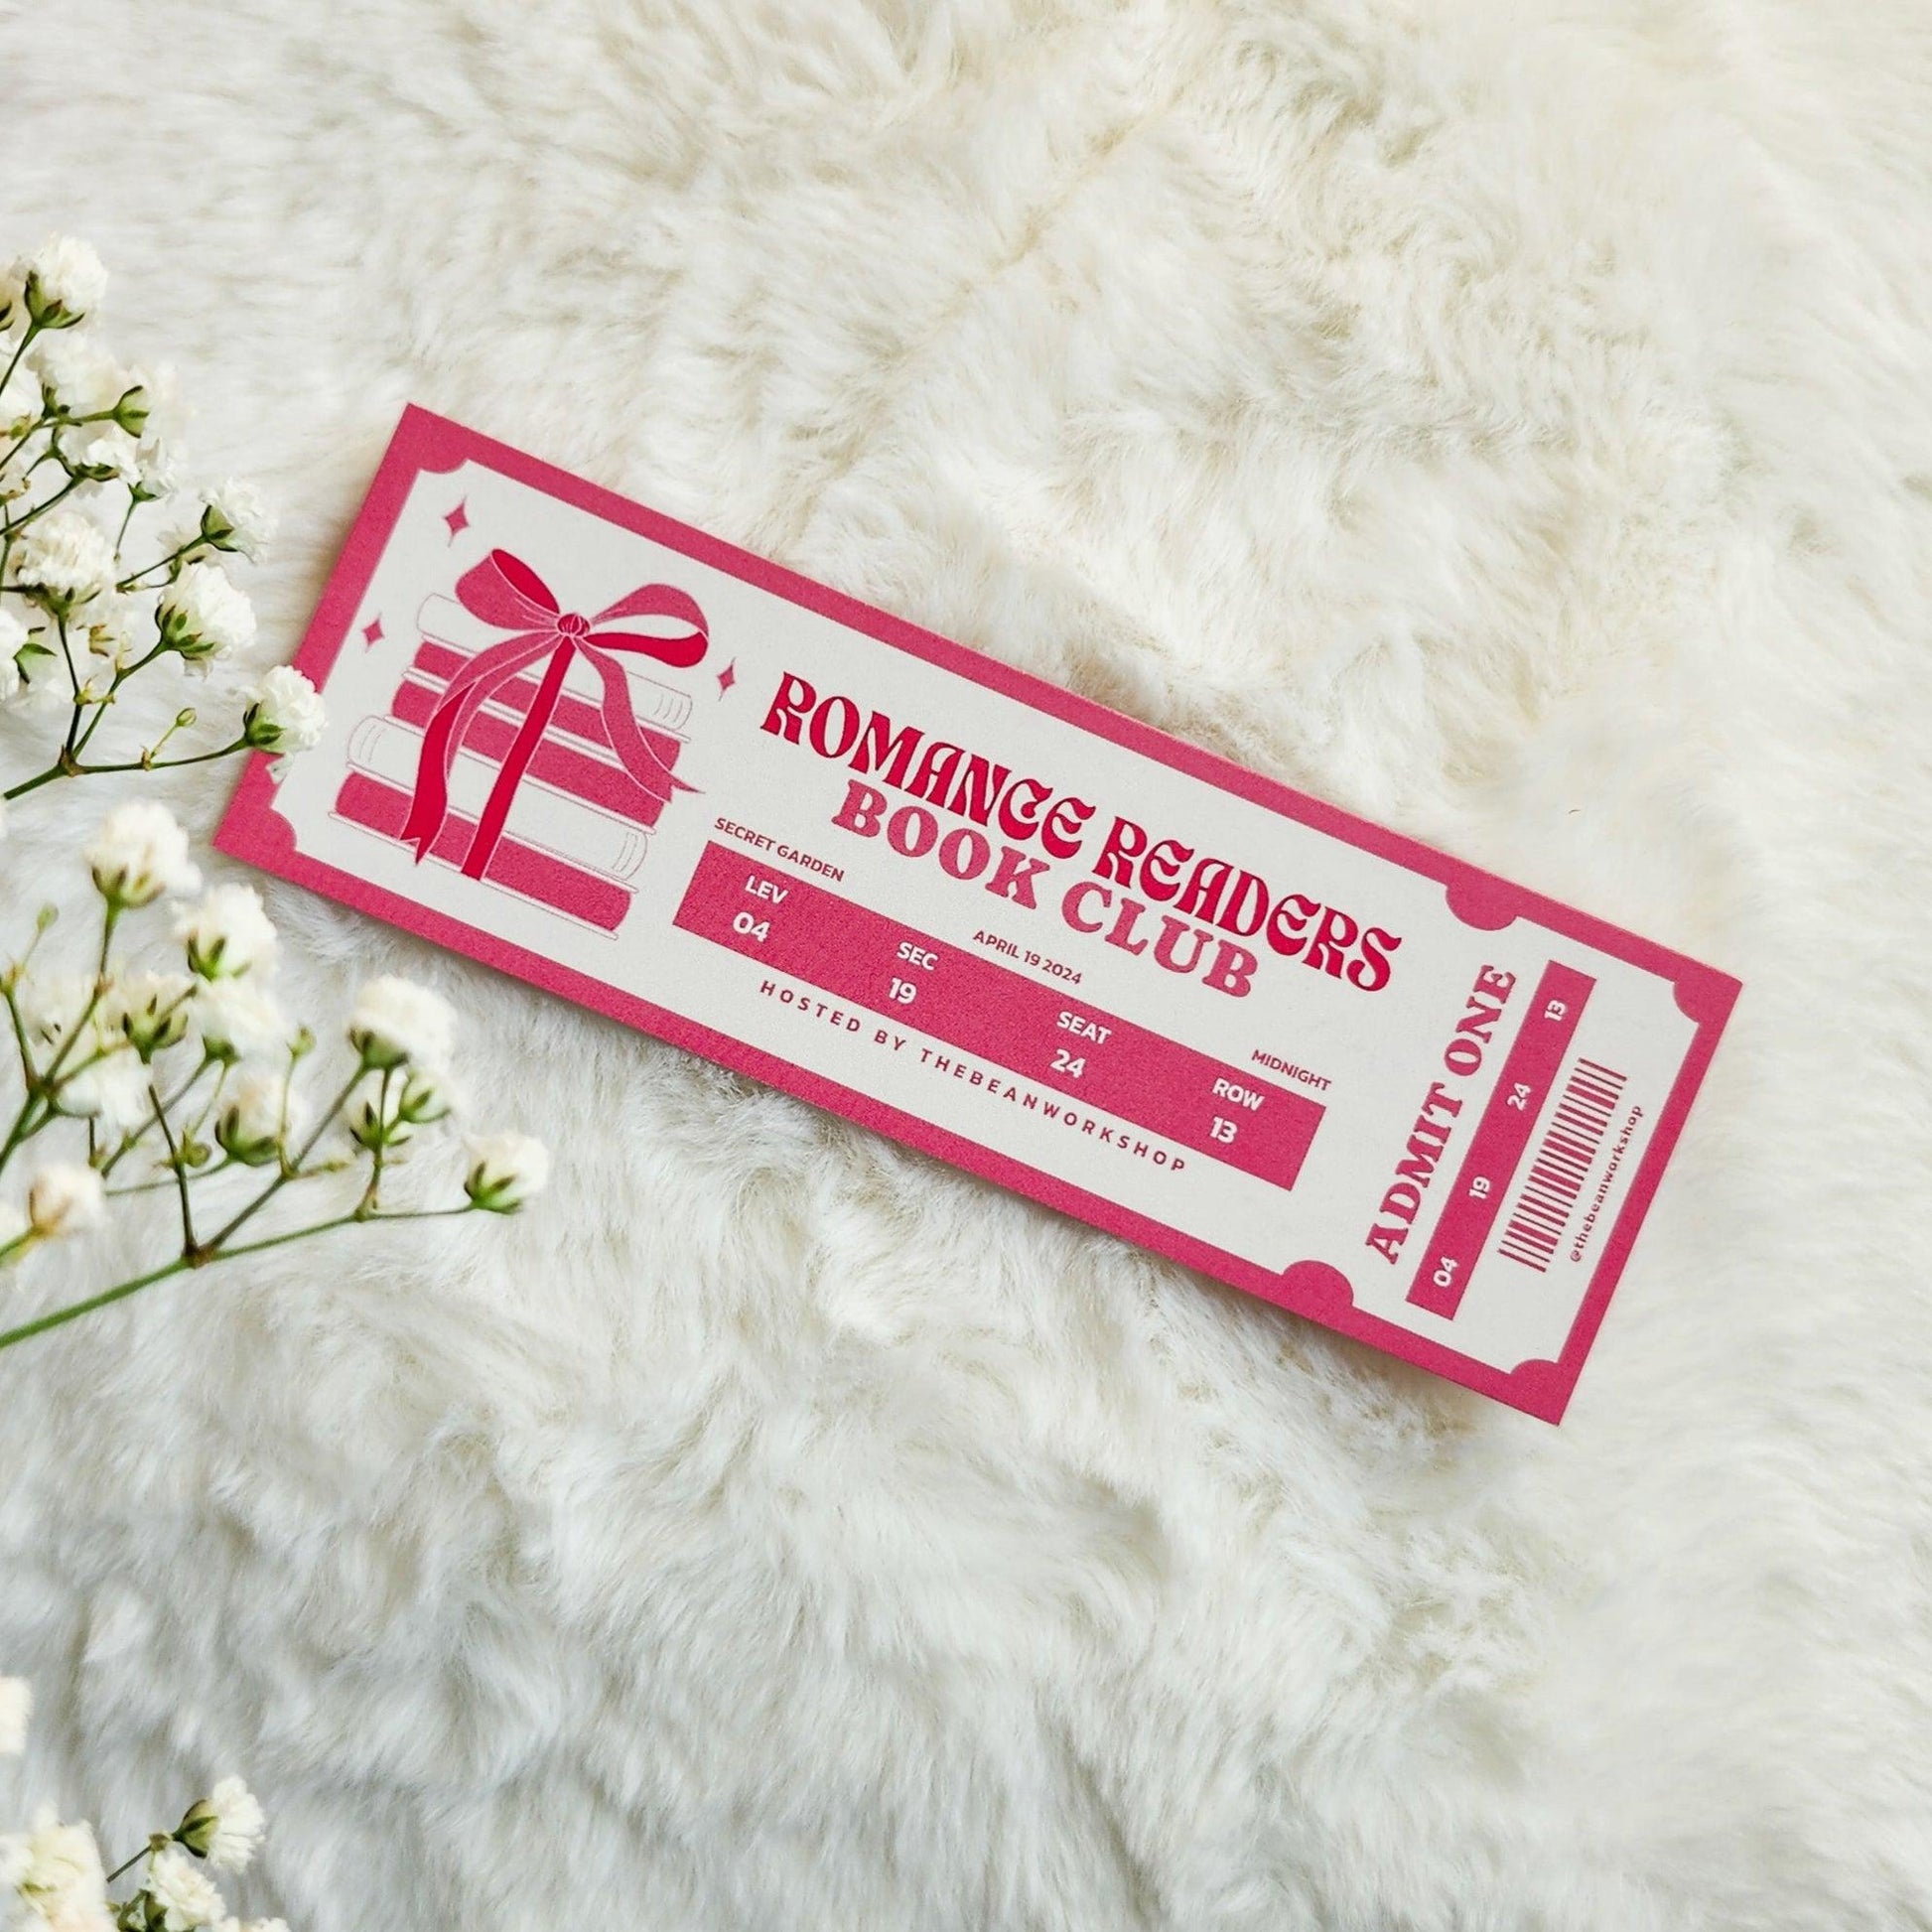 ROMANCE READERS
BOOK CLUB
SECRET GARDEN APRIL 19 2024 MIDNIGHT
LEV SEC SEAT ROW
04 19 24 13
HOSTED BY THEBEANWORKSHOP
ADMIT ONE
04 19 24 13
@thebeanworkshop